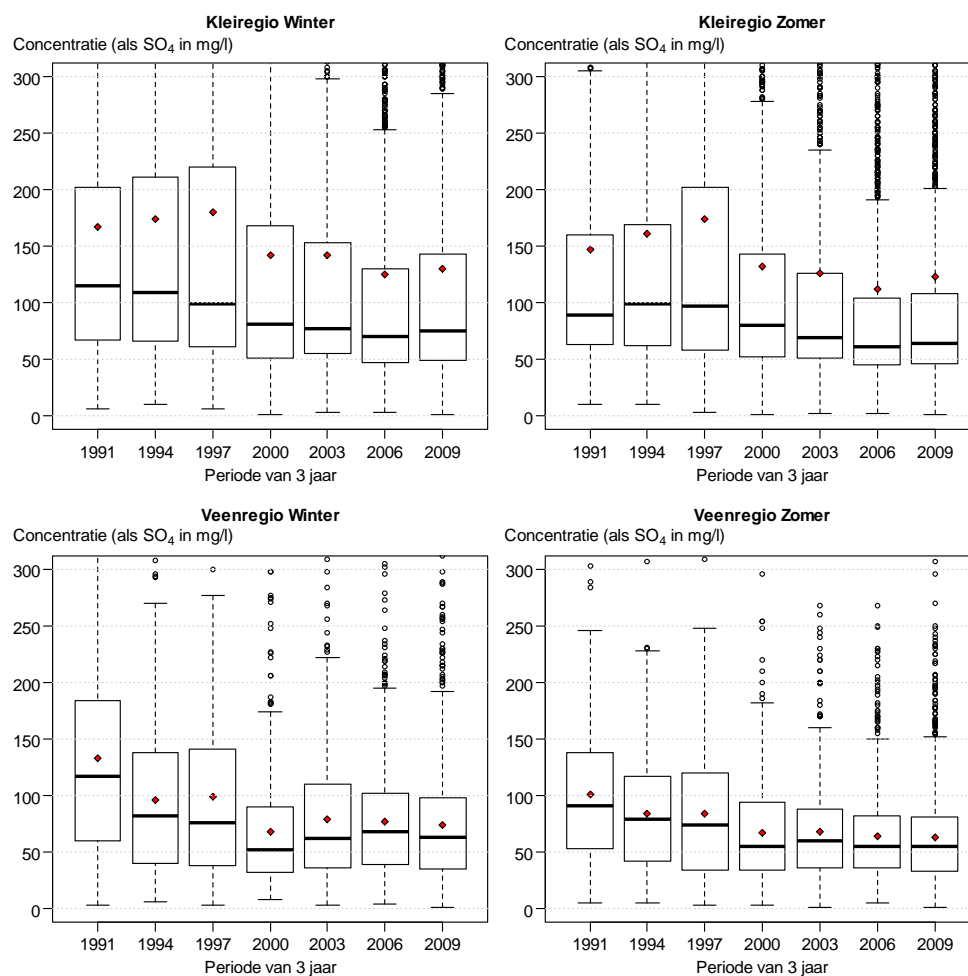 Kleiregio Winter
Concentratie (als SO₄ in mg/l)
300
250
200
150
100
50
0
1991 1994 1997 2000 2003 2006 2009
Periode van 3 jaar
Kleiregio Zomer
Concentratie (als SO₄ in mg/l)
300
250
200
150
100
50
0
1991 1994 1997 2000 2003 2006 2009
Periode van 3 jaar
Veenregio Winter
Concentratie (als SO₄ in mg/l)
300
250
200
150
100
50
0
1991 1994 1997 2000 2003 2006 2009
Periode van 3 jaar
Veenregio Zomer
Concentratie (als SO₄ in mg/l)
300
250
200
150
100
50
0
1991 1994 1997 2000 2003 2006 2009
Periode van 3 jaar